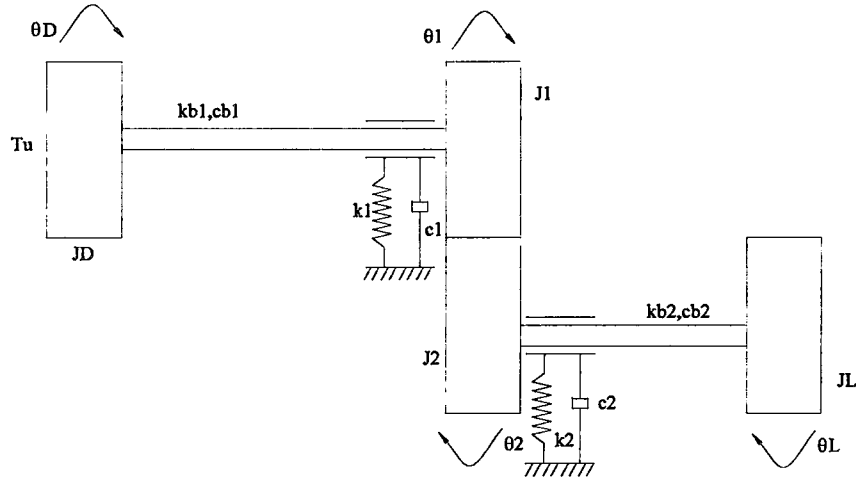 θD
θ1
kb1,cb1
J1
Tu
k1
c1
JD
kb2,cb2
J2
JL
c2
k2
θ2
θL